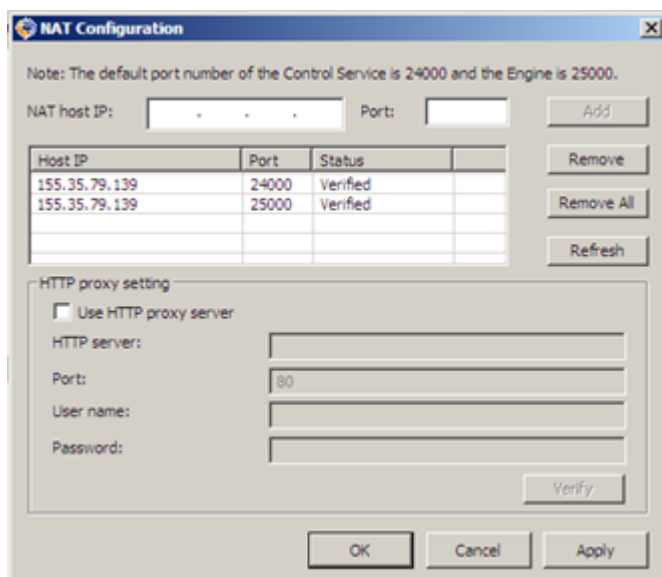 NAT Configuration
Note: The default port number of the Control Service is 24000 and the Engine is 25000.
NAT host IP: . . . Port: Add
Host IP Port Status Remove
155.35.79.139 24000 Verified
155.35.79.139 25000 Verified Remove All
Refresh
HTTP proxy setting
Use HTTP proxy server
HTTP server:
Port: 80
User name:
Password:
Verify
OK Cancel Apply